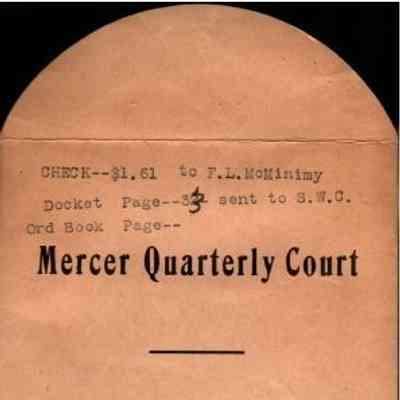 CHECK--$1.61 to F.L.McMinimy
Docket Page-- sent to S.W.C.
Ord Book Page--
Mercer Quarterly Court